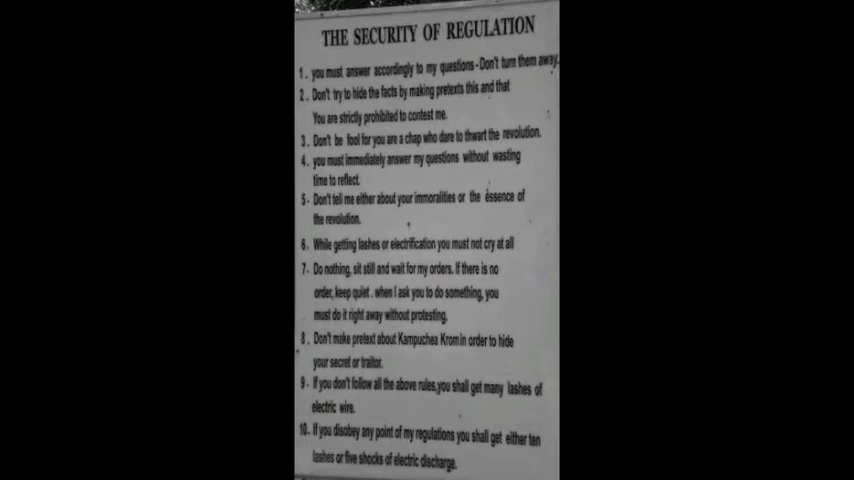 THE SECURITY OF REGULATION
1. you must answer accordingly to my questions - Don't turn them away.
2. Don't try to hide the facts by making pretexts this and that
You are strictly prohibited to contest me.
3. Don't be fool for you are a chap who dare to thwart the revolution.
4. you must immediately answer my questions without wasting
time to reflect.
5- Don't tell me either about your immoralities or the essence of
the revolution.
6. While getting lashes or electrification you must not cry at all
7- Do nothing, sit still and wait for my orders. If there is no
order, keep quiet. when I ask you to do something, you
must do it right away without protesting.
8. Don't make pretext about Kampuchea Krom in order to hide
your secret or traitor.
9- If you don't follow all the above rules, you shall get many lashes of
electric wire.
10. If you disobey any point of my regulations you shall get either ten
lashes or five shocks of electric discharge.